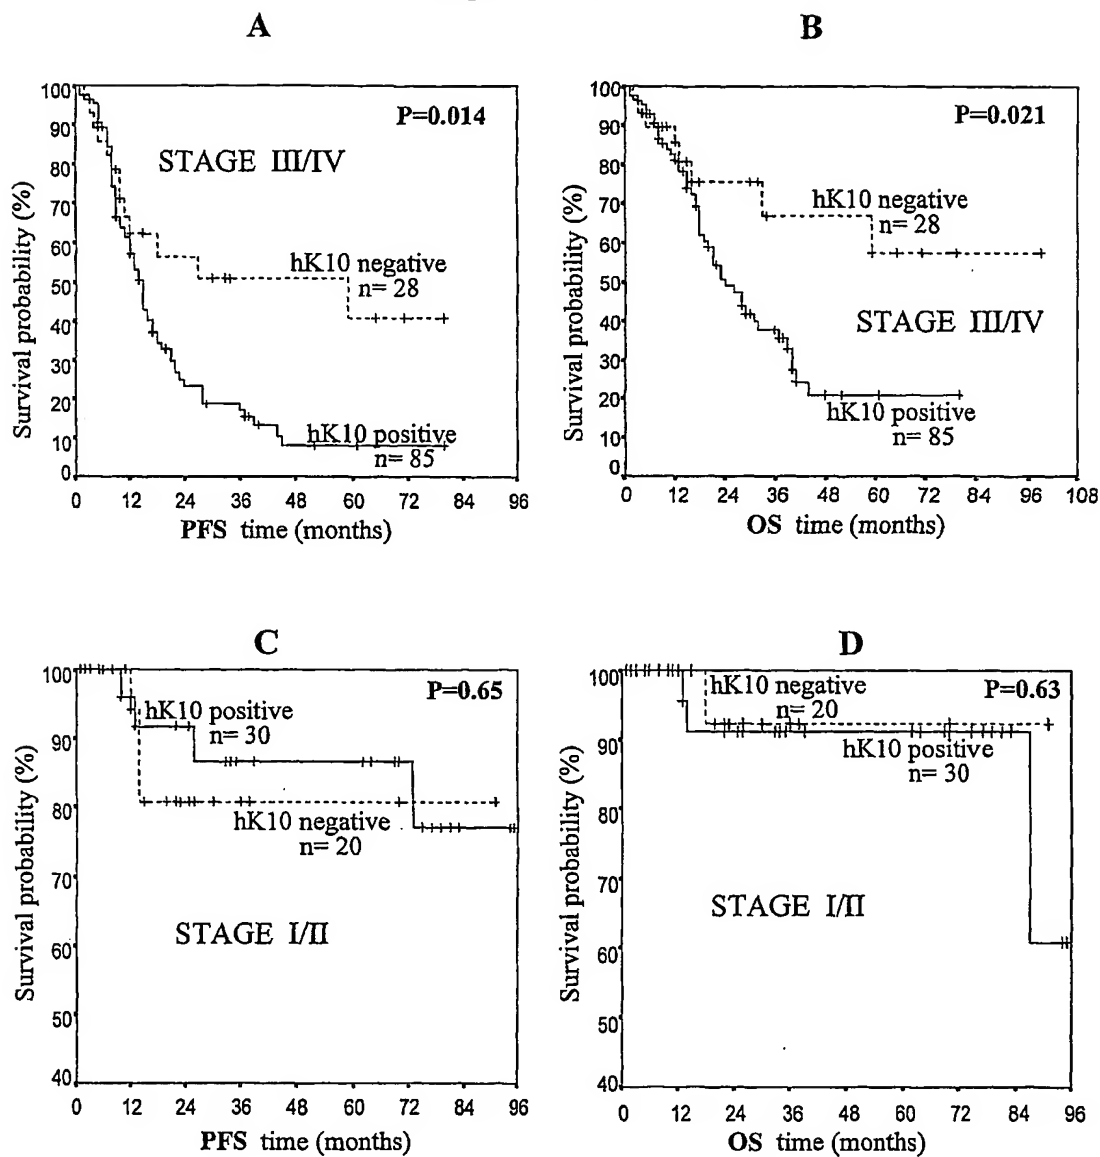 A
100
90
80
70
60
50
40
30
20
10
0
Survival probability (%)
P=0.014
STAGE III/IV
hK10 negative
n= 28
hK10 positive
n= 85
0 12 24 36 48 60 72 84 96
PFS time (months)
B
100
90
80
70
60
50
40
30
20
10
0
Survival probability (%)
P=0.021
hK10 negative
n= 28
STAGE III/IV
hK10 positive
n= 85
0 12 24 36 48 60 72 84 96 108
OS time (months)
C
100
90
80
70
60
50
40
Survival probability (%)
P=0.65
hK10 positive
n= 30
hK10 negative
n= 20
STAGE I/II
0 12 24 36 48 60 72 84 96
PFS time (months)
D
100
90
80
70
60
50
40
Survival probability (%)
hK10 negative
n= 20
P=0.63
hK10 positive
n= 30
STAGE I/II
0 12 24 36 48 60 72 84 96
OS time (months)